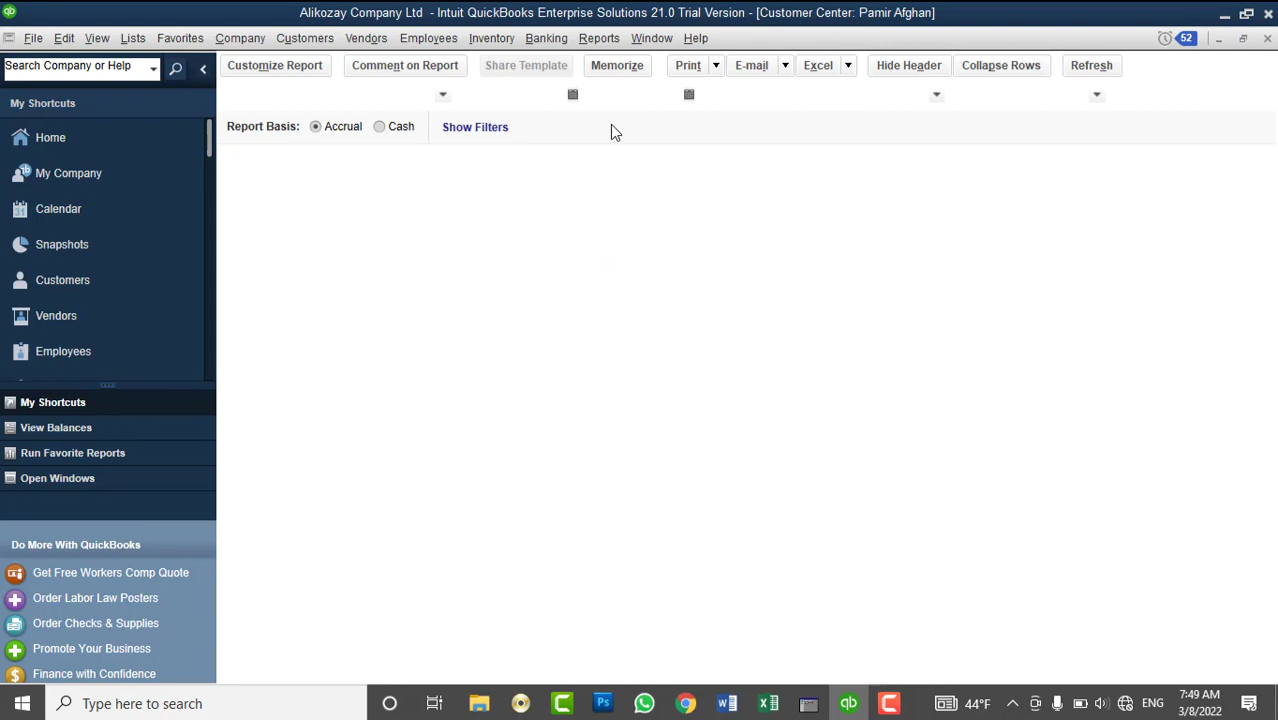 Alikozay Company Ltd - Intuit QuickBooks Enterprise Solutions 21.0 Trial Version - [Customer Center: Pamir Afghan]
File Edit View Lists Favorites Company Customers Vendors Employees Inventory Banking Reports Window Help 52
Search Company or Help
Customize Report Comment on Report Share Template Memorize Print E-mail Excel Hide Header Collapse Rows Refresh
My Shortcuts
Report Basis: Accrual Cash Show Filters
Home
My Company
Calendar
Snapshots
Customers
Vendors
Employees
My Shortcuts
View Balances
Run Favorite Reports
Open Windows
Do More With QuickBooks
Get Free Workers Comp Quote
Order Labor Law Posters
Order Checks & Supplies
Promote Your Business
Finance with Confidence
Type here to search
44°F
ENG
7:49 AM
3/8/2022